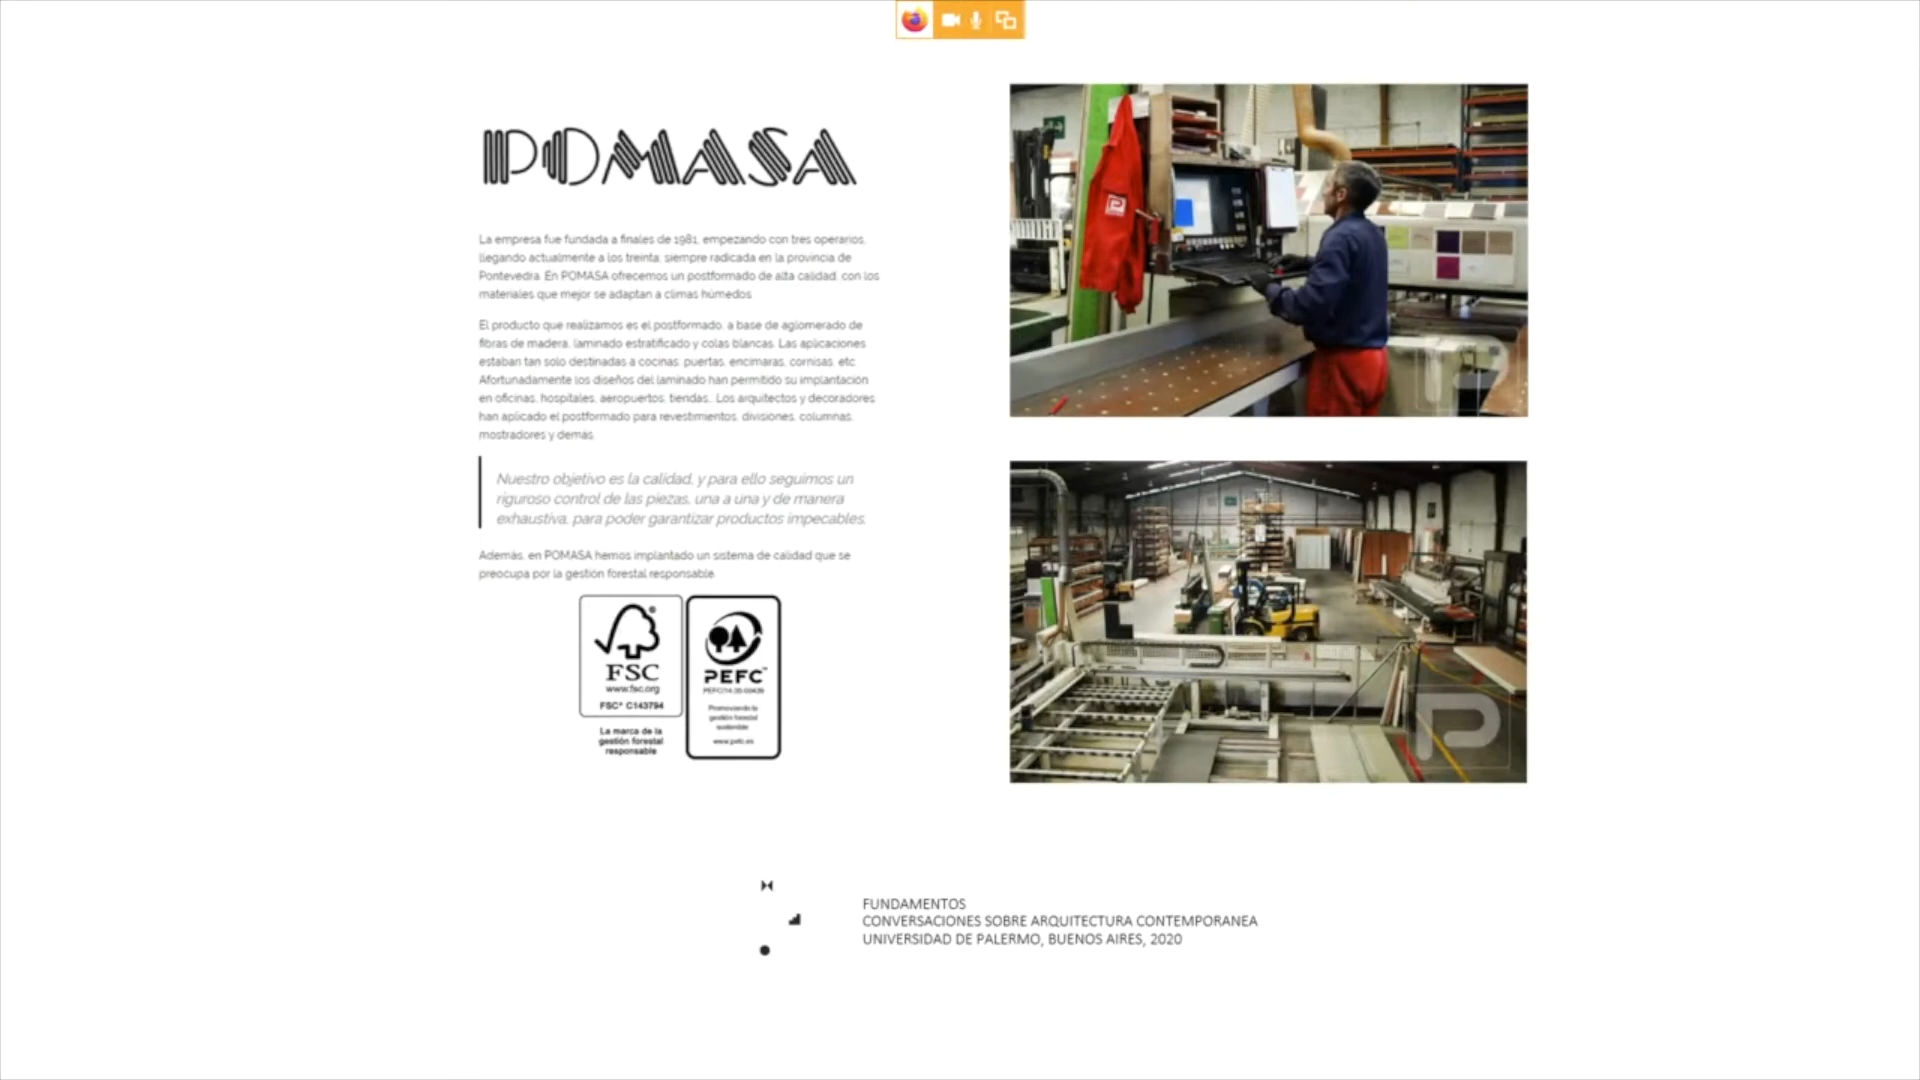 POMASA
La empresa fue fundada a finales de 1981, empezando con tres operarios,
llegando actualmente a los treinta, siempre radicada en la provincia de
Pontevedra. En POMASA ofrecemos un postformado de alta calidad, con los
materiales que mejor se adaptan a climas húmedos
El producto que realizamos es el postformado, a base de aglomerado de
fibras de madera, laminado estratificado y colas blancas. Las aplicaciones
estaban tan solo destinadas a cocinas, puertas, encimaras, cornisas, etc.
Afortunadamente los diseños del laminado han permitido su implantación
en oficinas, hospitales, aeropuertos, tiendas... Los arquitectos y decoradores
han aplicado el postformado para revestimientos, divisiones, columnas,
mostradores y demás.
Nuestro objetivo es la calidad, y para ello seguimos un
riguroso control de las piezas, una a una y de manera
exhaustiva, para poder garantizar productos impecables.
Además, en POMASA hemos implantado un sistema de calidad que se
preocupa por la gestión forestal responsable.
FSC
www.fsc.org
FSC® C143794
La marca de la
gestión forestal
responsable
PEFC™
Promoviendo la
gestión forestal
sostenible
www.pefc.es
FUNDAMENTOS
CONVERSACIONES SOBRE ARQUITECTURA CONTEMPORANEA
UNIVERSIDAD DE PALERMO, BUENOS AIRES, 2020